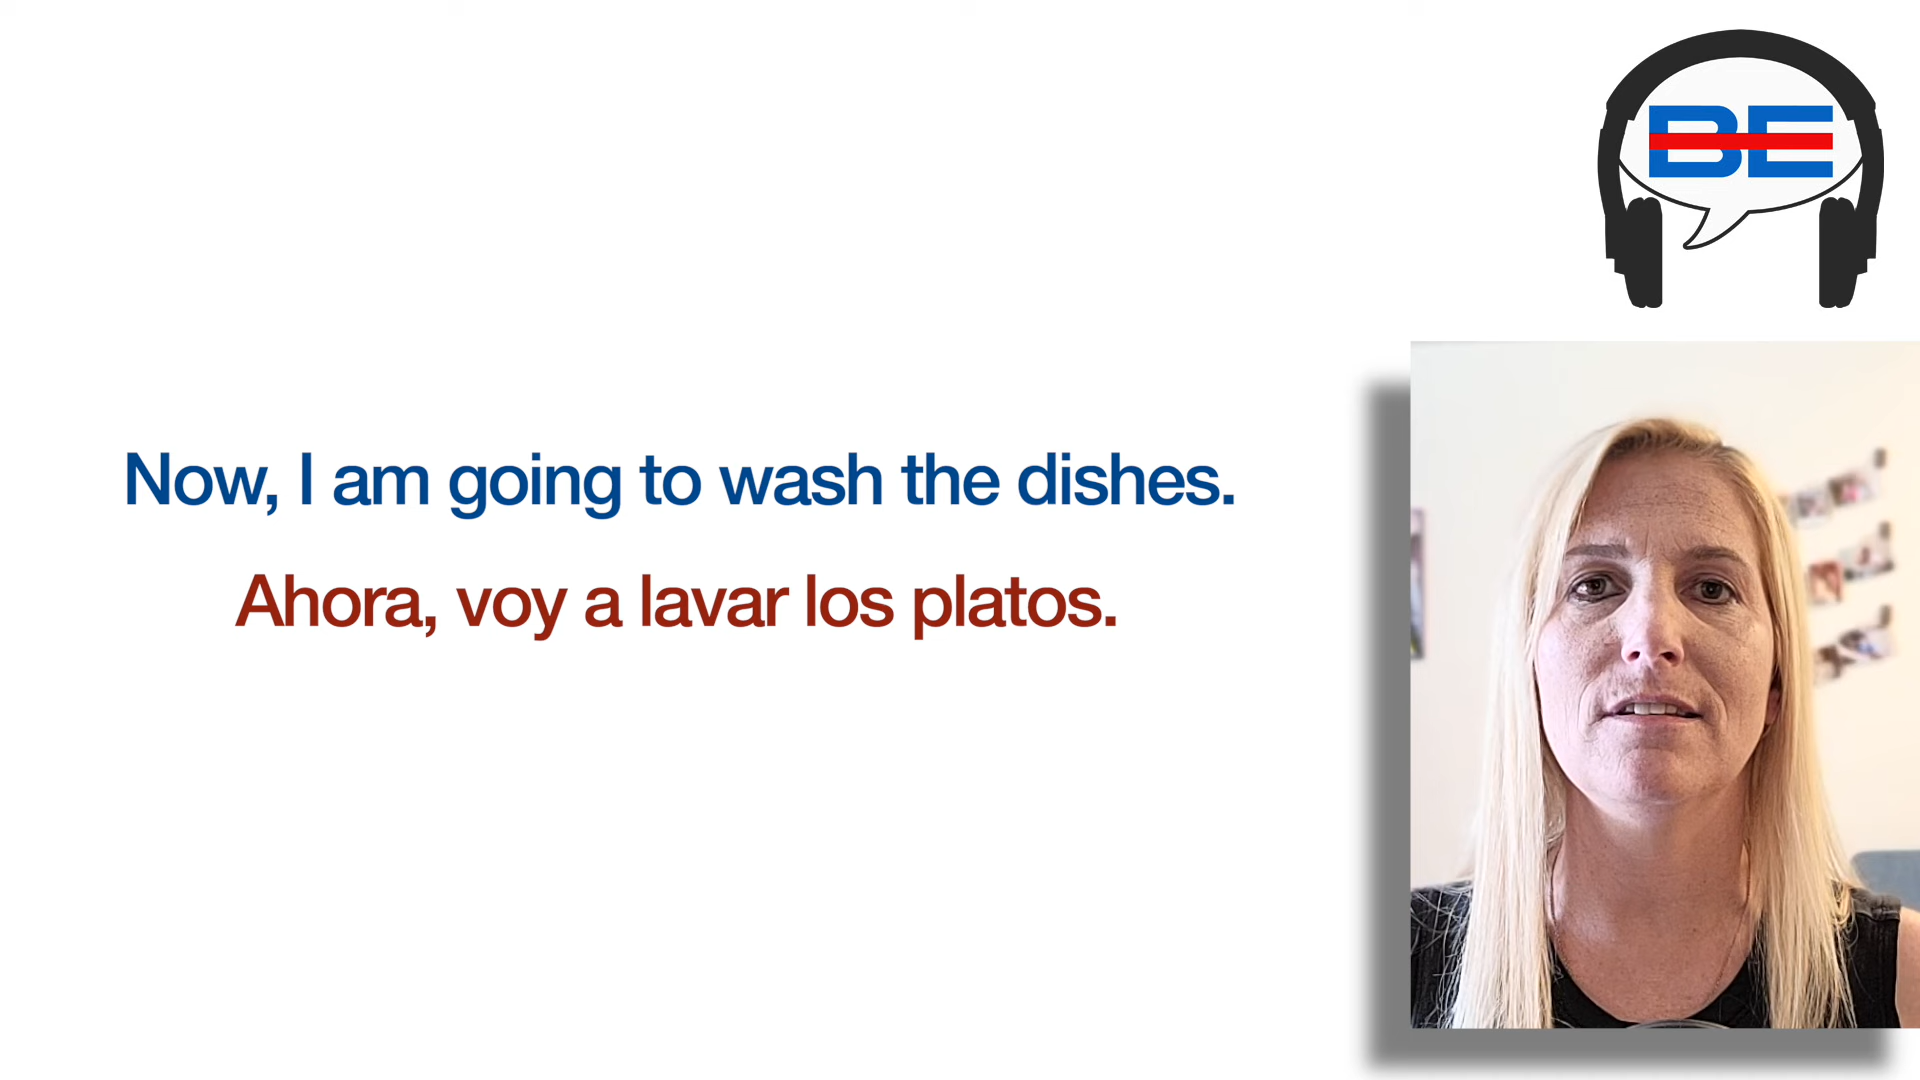 BE
Now, I am going to wash the dishes.
Ahora, voy a lavar los platos.